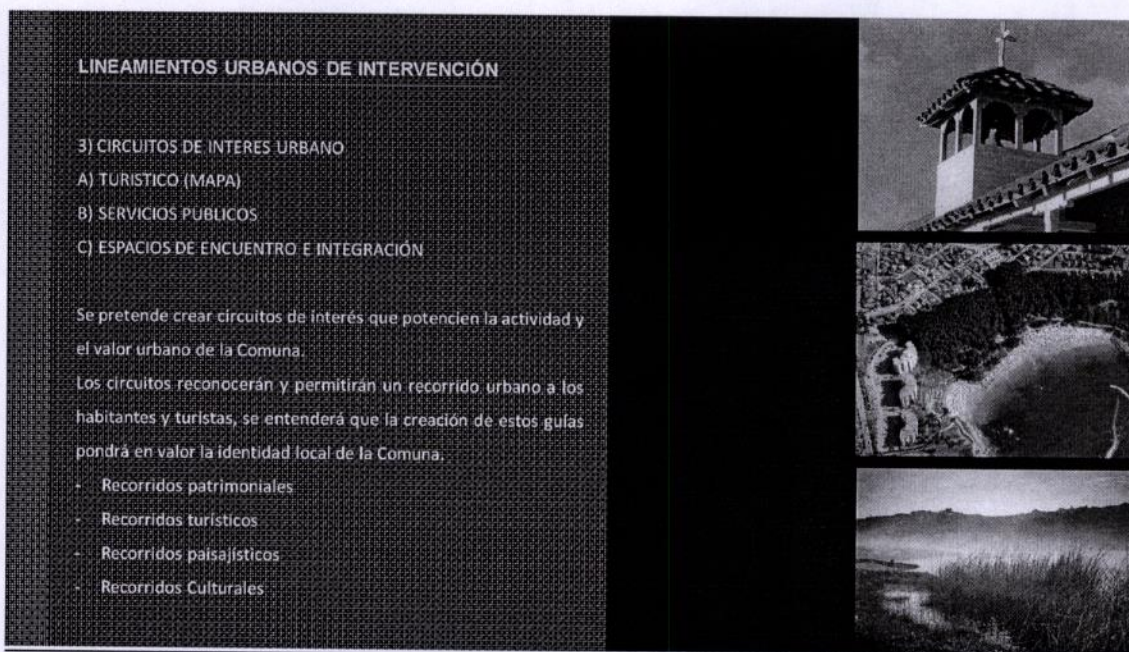 LINEAMIENTOS URBANOS DE INTERVENCIÓN
3) CIRCUITOS DE INTERES URBANO
A) TURISTICO (MAPA)
B) SERVICIOS PUBLICOS
C) ESPACIOS DE ENCUENTRO E INTEGRACIÓN
Se pretende crear circuitos de interés que potencien la actividad y
el valor urbano de la Comuna.
Los circuitos reconocerán y permitirán un recorrido urbano a los
habitantes y turistas, se entenderá que la creación de estos guías
pondrá en valor la identidad local de la Comuna.
- Recorridos patrimoniales
- Recorridos turísticos
- Recorridos paisajísticos
- Recorridos Culturales